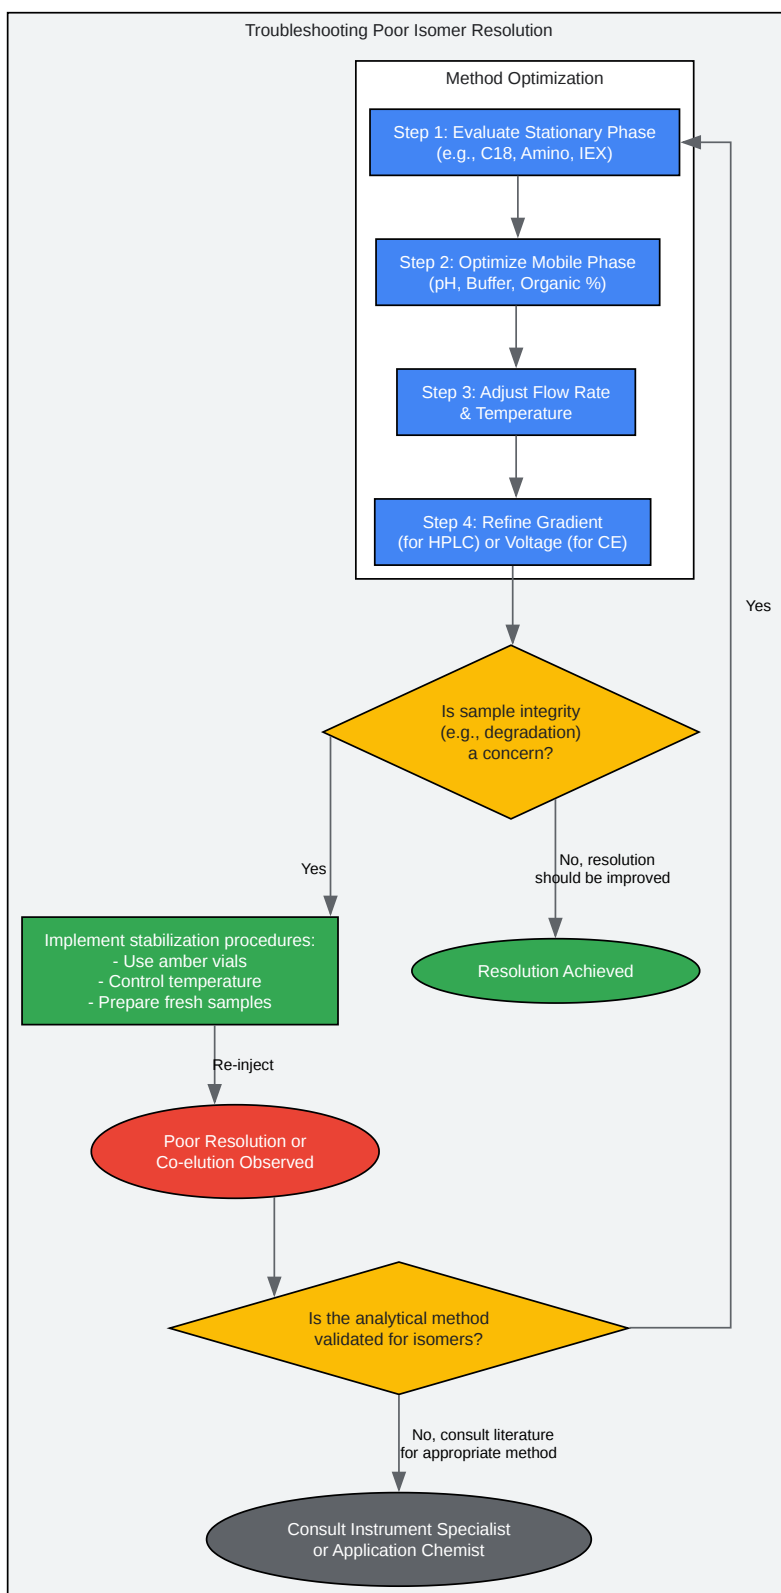 Troubleshooting Poor Isomer Resolution
Method Optimization
Step 1: Evaluate Stationary Phase
(e.g., C18, Amino, IEX)
Step 2: Optimize Mobile Phase
(pH, Buffer, Organic %)
Step 3: Adjust Flow Rate
& Temperature
Step 4: Refine Gradient
(for HPLC) or Voltage (for CE)
Yes
Is sample integrity
(e.g., degradation)
a concern?
Yes
No, resolution
should be improved
Implement stabilization procedures:
- Use amber vials
- Control temperature
- Prepare fresh samples
Resolution Achieved
Re-inject
Poor Resolution or
Co-elution Observed
Is the analytical method
validated for isomers?
No, consult literature
for appropriate method
Consult Instrument Specialist
or Application Chemist